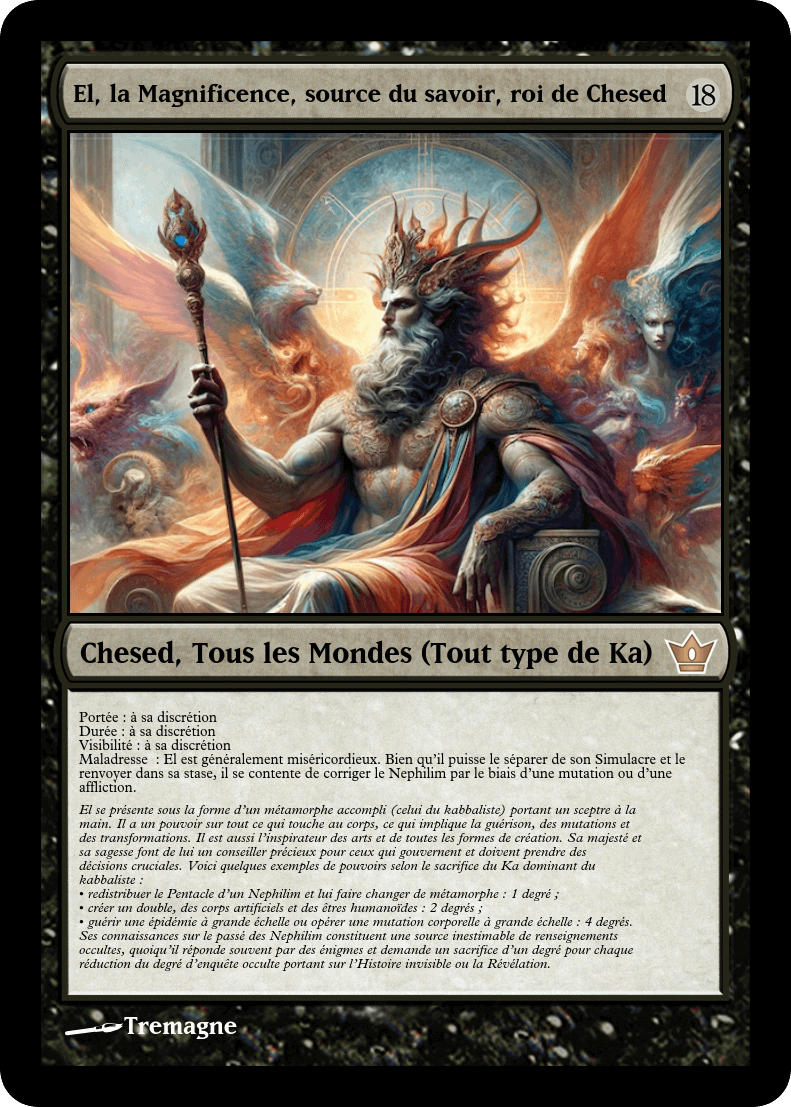 El, la Magnificence, source du savoir, roi de Chesed 18
Chesed, Tous les Mondes (Tout type de Ka)
Portée : à sa discrétion
Durée : à sa discrétion
Visibilité : à sa discrétion
Maladresse : El est généralement miséricordieux. Bien qu'il puisse le séparer de son Simulacre et le
renvoyer dans sa stase, il se contente de corriger le Nephilim par le biais d'une mutation ou d'une
affliction.
El se présente sous la forme d'un métamorphe accompli (celui du kabbaliste) portant un sceptre à la
main. Il a un pouvoir sur tout ce qui touche au corps, ce qui implique la guérison, des mutations et
des transformations. Il est aussi l'inspirateur des arts et de toutes les formes de création. Sa majesté et
sa sagesse font de lui un conseiller précieux pour ceux qui gouvernent et doivent prendre des
décisions cruciales. Voici quelques exemples de pouvoirs selon le sacrifice du Ka dominant du
kabbaliste :
• redistribuer le Pentacle d'un Nephilim et lui faire changer de métamorphe : 1 degré ;
• créer un double, des corps artificiels et des êtres humanoïdes : 2 degrés ;
• guérir une épidémie à grande échelle ou opérer une mutation corporelle à grande échelle : 4 degrés.
Ses connaissances sur le passé des Nephilim constituent une source inestimable de renseignements
occultes, quoiqu'il réponde souvent par des énigmes et demande un sacrifice d'un degré pour chaque
réduction du degré d'enquête occulte portant sur l'Histoire invisible ou la Révélation.
Tremagne